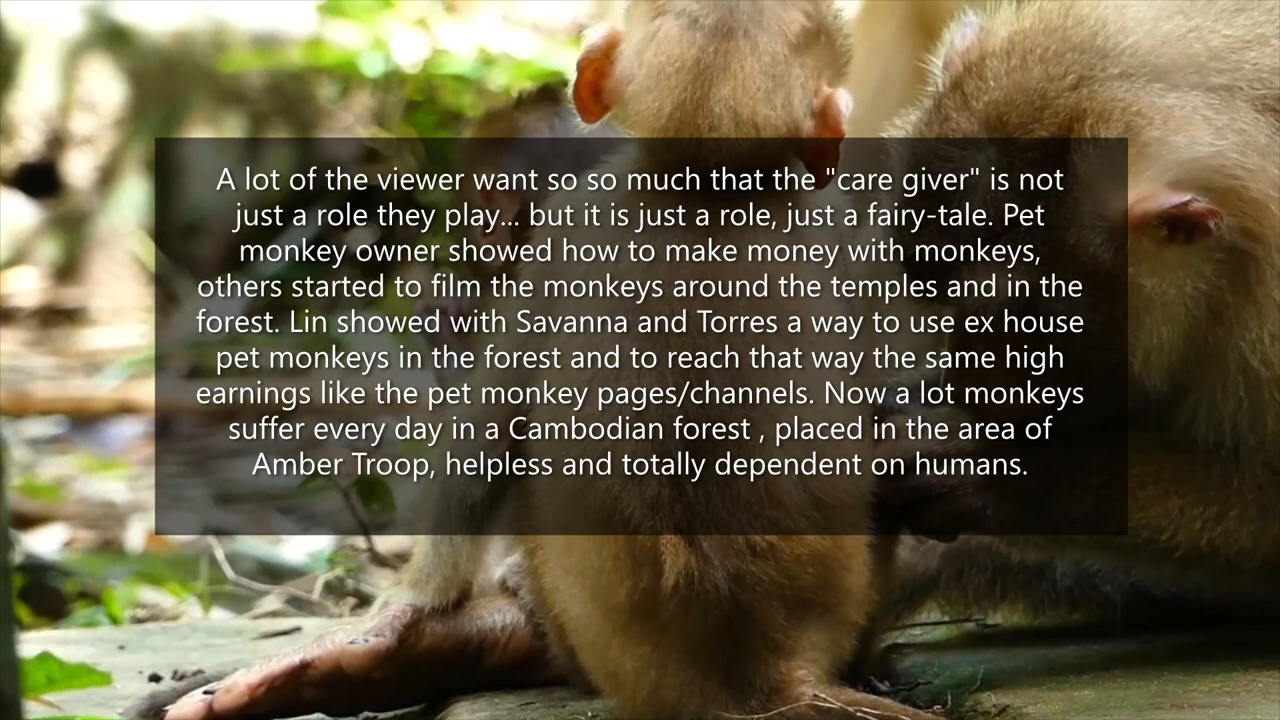 A lot of the viewer want so so much that the "care giver" is not
just a role they play... but it is just a role, just a fairy-tale. Pet
monkey owner showed how to make money with monkeys,
others started to film the monkeys around the temples and in the
forest. Lin showed with Savanna and Torres a way to use ex house
pet monkeys in the forest and to reach that way the same high
earnings like the pet monkey pages/channels. Now a lot monkeys
suffer every day in a Cambodian forest , placed in the area of
Amber Troop, helpless and totally dependent on humans.